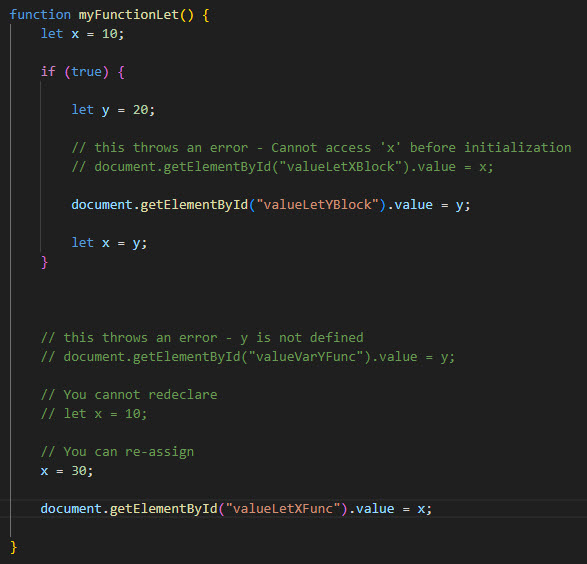 function myFunctionLet() {
    let x = 10;

    if (true) {

        let y = 20;

        // this throws an error - Cannot access 'x' before initialization
        // document.getElementById("valueLetXBlock").value = x;

        document.getElementById("valueLetYBlock").value = y;

        let x = y;
    }



    // this throws an error - y is not defined
    // document.getElementById("valueVarYFunc").value = y;

    // You cannot redeclare
    // let x = 10;

    // You can re-assign
    x = 30;

    document.getElementById("valueLetXFunc").value = x;

}